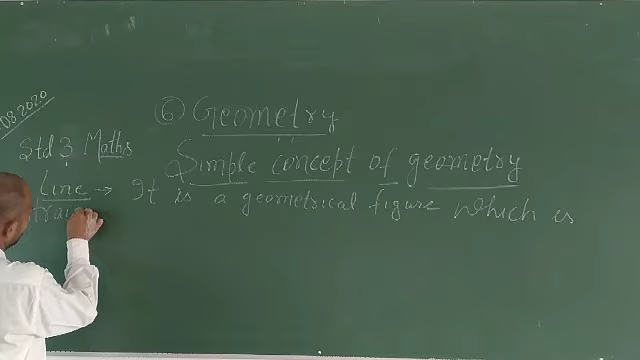 08.2020
⑥ Geometry
Std 3 Maths
Simple concept of geometry
Line → It is a geometrical figure which is